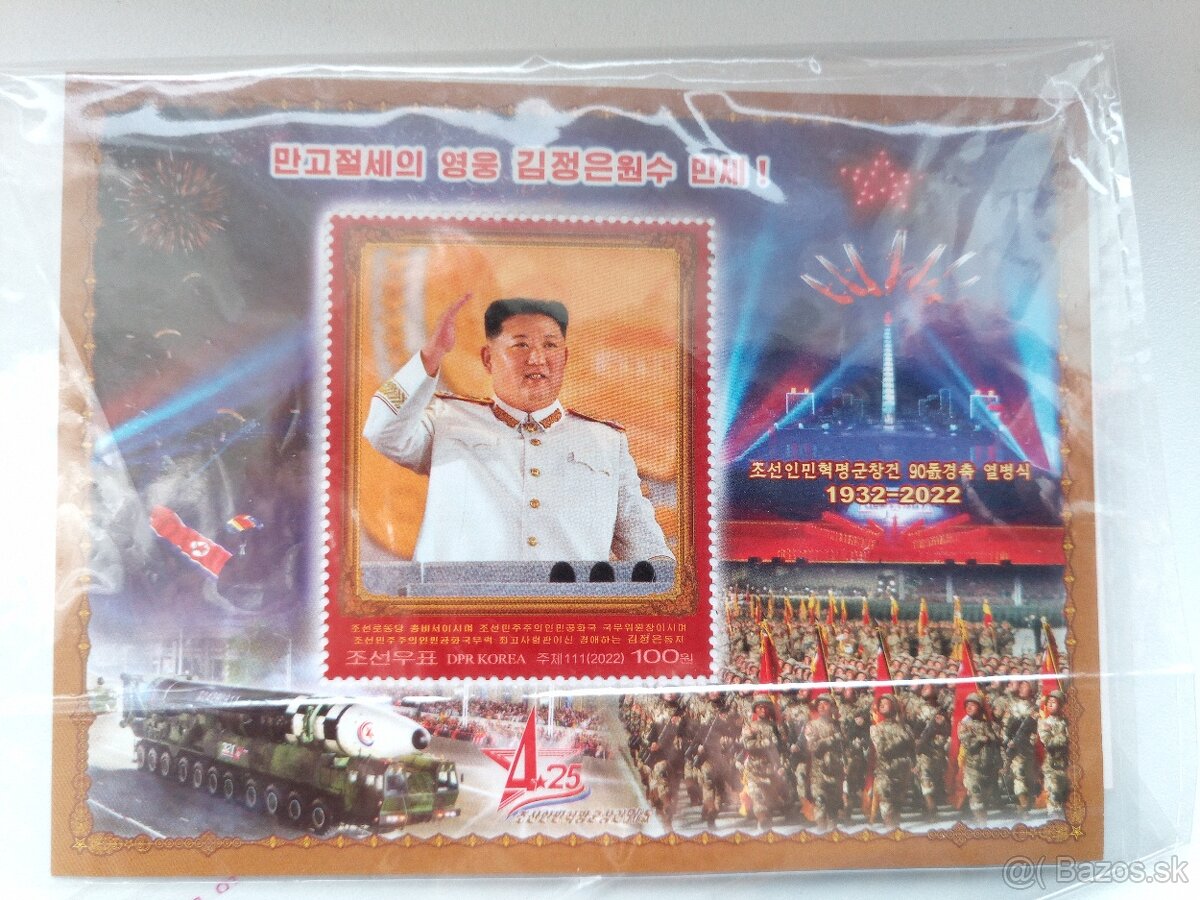 만고절세의 영웅 김정은원수 만세!
조선인민혁명군창건 90돐경축 열병식
1932-2022
조선로동당 총비서이시며 조선민주주의인민공화국 국무위원장이시며
조선민주주의인민공화국무력 최고사령관이신 경애하는 김정은동지
조선우표 DPR KOREA 주체111(2022) 100원
4★25
@( Bazos.sk